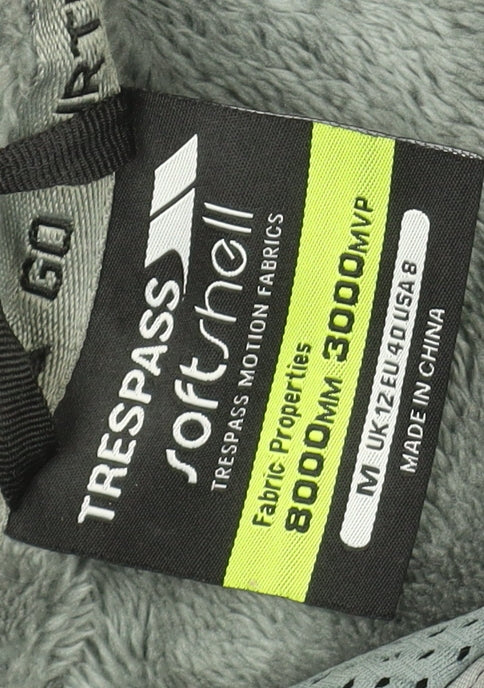 TRESPASS
softshell
TRESPASS MOTION FABRICS
Fabric Properties
8000MM 3000MVP
M UK 12 EU 40 USA 8
MADE IN CHINA
GO